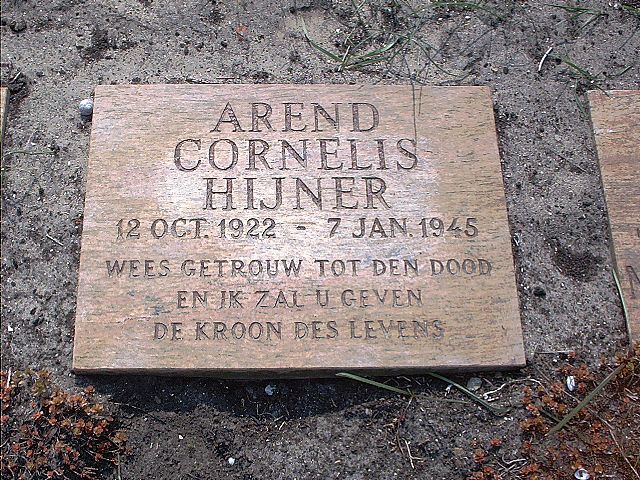 AREND
CORNELIS
HIJNER
12 OCT. 1922 - 7 JAN. 1945
WEES GETROUW TOT DEN DOOD
EN IK ZAL U GEVEN
DE KROON DES LEVENS